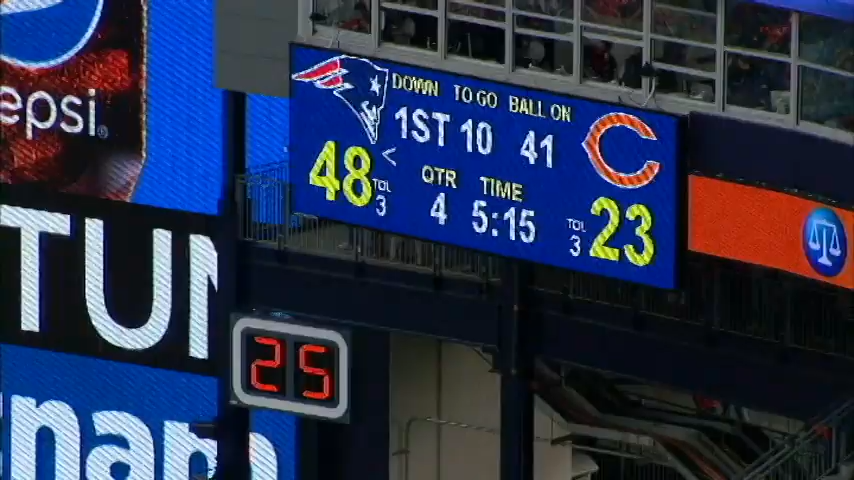 pepsi®
DOWN TO GO BALL ON
1ST 10 41
48 < QTR TIME
TOL 3 4 5:15 TOL 3 23
TUN
25
nap